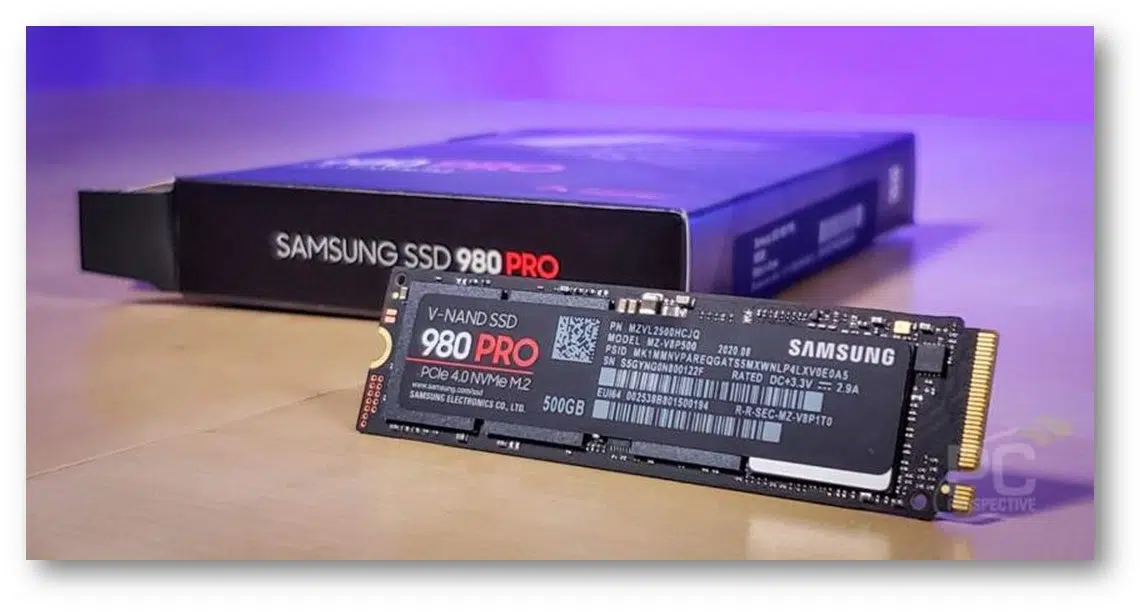 SAMSUNG SSD 980 PRO
V-NAND SSD
980 PRO
PCIe 4.0 NVMe M.2
www.samsung.com/ssd
SAMSUNG ELECTRONICS CO., LTD.
500GB
PN MZVL2500HCJQ
MODEL MZ-V8P500 2020.08
PSID MK1MMNVPAREQGATS5MXWNLP4LXV0E0A5
SN S5GYNG0N800122F RATED DC+3.3V ⎓ 2.9A
EUI64 002538B801500194 R-R-SEC-MZ-V8P1T0
SAMSUNG
PC
PERSPECTIVE